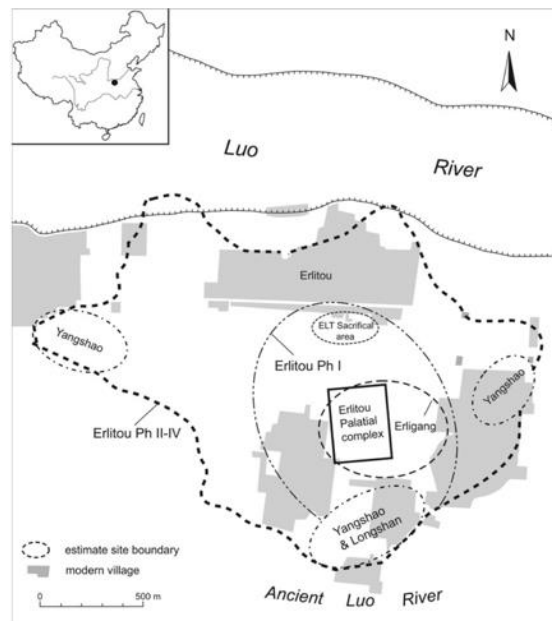 N
Luo
River
Erlitou
Yangshao
ELT Sacrifical
area
Erlitou Ph I
Yangshao
Erlitou
Palatial
complex
Erligang
Erlitou Ph II-IV
Yangshao
& Longshan
estimate site boundary
modern village
0 500 m
Ancient Luo River